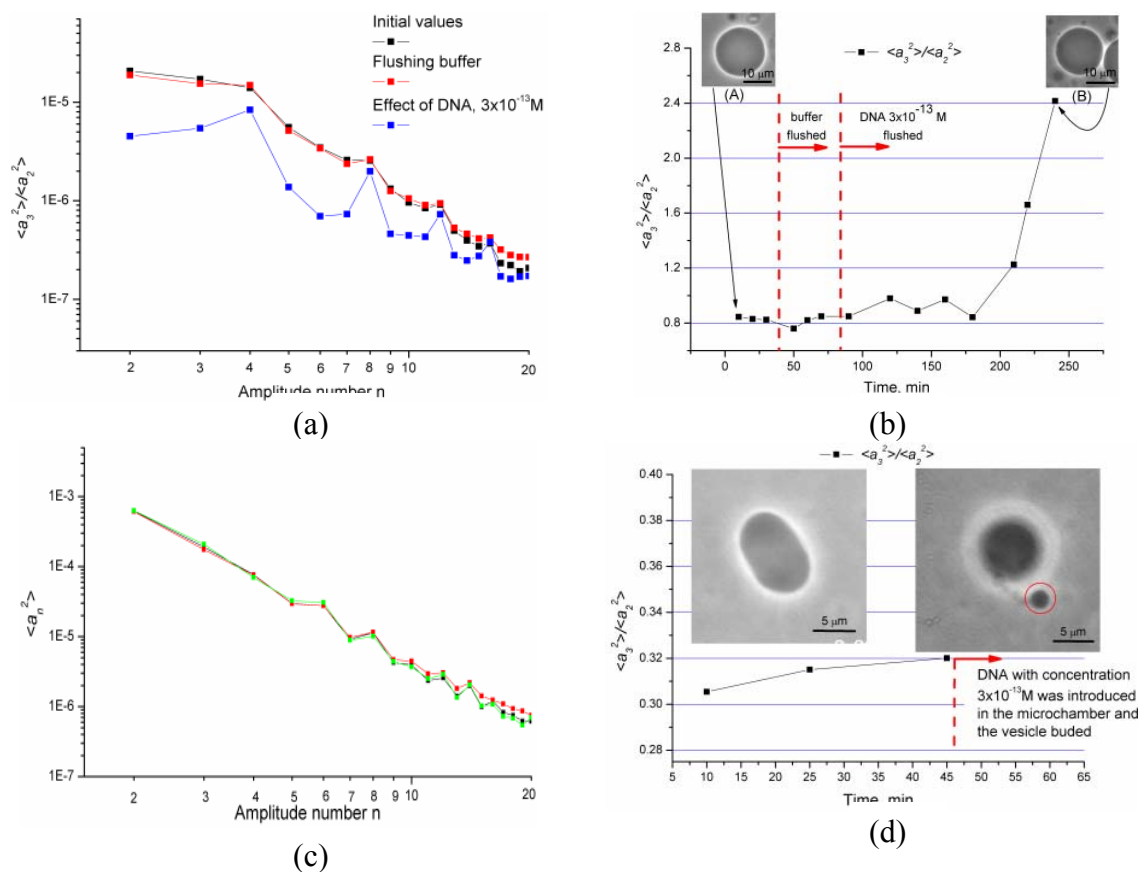 Initial values
Flushing buffer
Effect of DNA, 3x10⁻¹³M
1E-5
1E-6
1E-7
<a₃²>/<a₂²>
2 3 4 5 6 7 8 9 10 20
Amplitude number n
(a)
<a₃²>/<a₂²>
10 μm
(A)
10 μm
(B)
buffer
flushed
DNA 3x10⁻¹³ M
flushed
2.8
2.4
2.0
1.6
1.2
0.8
<a₃²>/<a₂²>
0 50 100 150 200 250
Time, min
(b)
1E-3
1E-4
1E-5
1E-6
1E-7
<aₙ²>
2 3 4 5 6 7 8 9 10 20
Amplitude number n
(c)
<a₃²>/<a₂²>
0.40
0.38
0.36
0.34
0.32
0.30
0.28
<a₃²>/<a₂²>
5 μm
5 μm
DNA with concentration
3x10⁻¹³M was introduced
in the microchamber and
the vesicle buded
5 10 15 20 25 30 35 40 45 50 55 60 65
Time, min
(d)